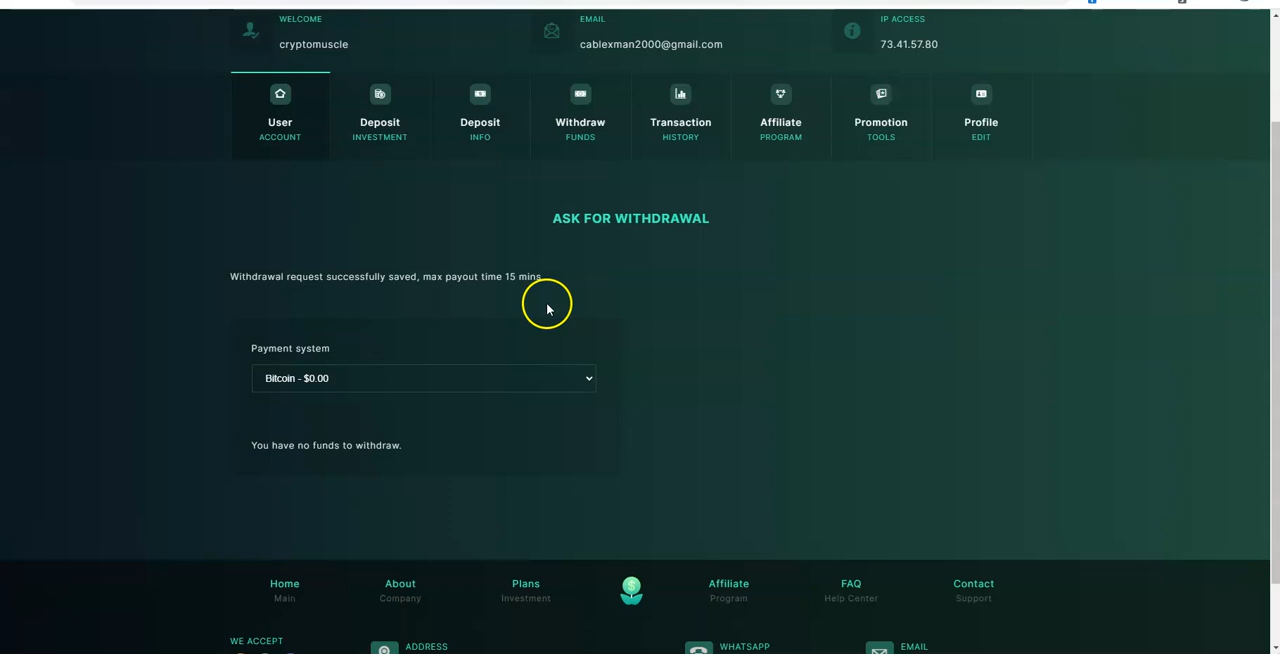 WELCOME
cryptomuscle
EMAIL
cablexman2000@gmail.com
IP ACCESS
73.41.57.80
User
ACCOUNT
Deposit
INVESTMENT
Deposit
INFO
Withdraw
FUNDS
Transaction
HISTORY
Affiliate
PROGRAM
Promotion
TOOLS
Profile
EDIT
ASK FOR WITHDRAWAL
Withdrawal request successfully saved, max payout time 15 mins
Payment system
Bitcoin - $0.00
You have no funds to withdraw.
Home
Main
About
Company
Plans
Investment
Affiliate
Program
FAQ
Help Center
Contact
Support
WE ACCEPT
ADDRESS
WHATSAPP
EMAIL